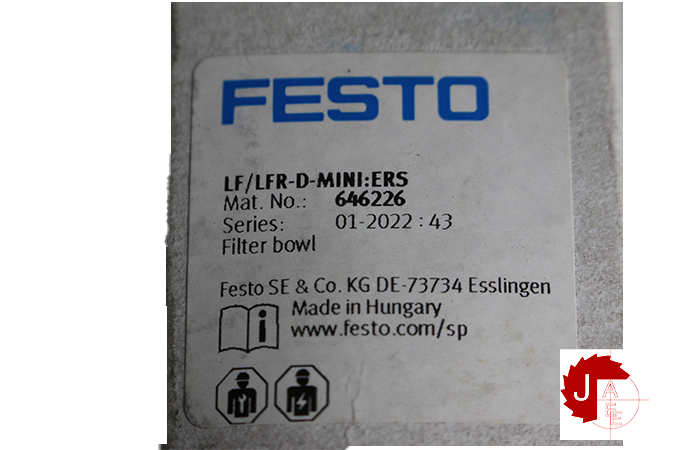 FESTO
LF/LFR-D-MINI:ERS
Mat. No.: 646226
Series: 01-2022 : 43
Filter bowl
Festo SE & Co. KG DE-73734 Esslingen
Made in Hungary
www.festo.com/sp
J A E E